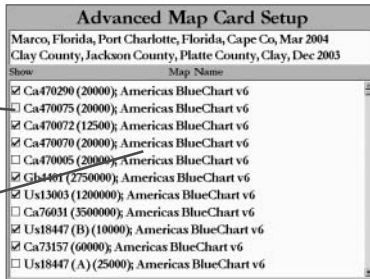 Advanced Map Card Setup
Marco, Florida, Port Charlotte, Florida, Cape Co, Mar 2004
Clay County, Jackson County, Platte County, Clay, Dec 2003
Show Map Name
Ca470290 (20000); Americas BlueChart v6
Ca470075 (20000); Americas BlueChart v6
Ca470072 (12500); Americas BlueChart v6
Ca470070 (20000); Americas BlueChart v6
Ca470005 (20000); Americas BlueChart v6
Gb4401 (2750000); Americas BlueChart v6
Us13003 (1200000); Americas BlueChart v6
Ca76031 (3500000); Americas BlueChart v6
Us18447 (B) (10000); Americas BlueChart v6
Ca73157 (60000); Americas BlueChart v6
Us18447 (A) (25000); Americas BlueChart v6